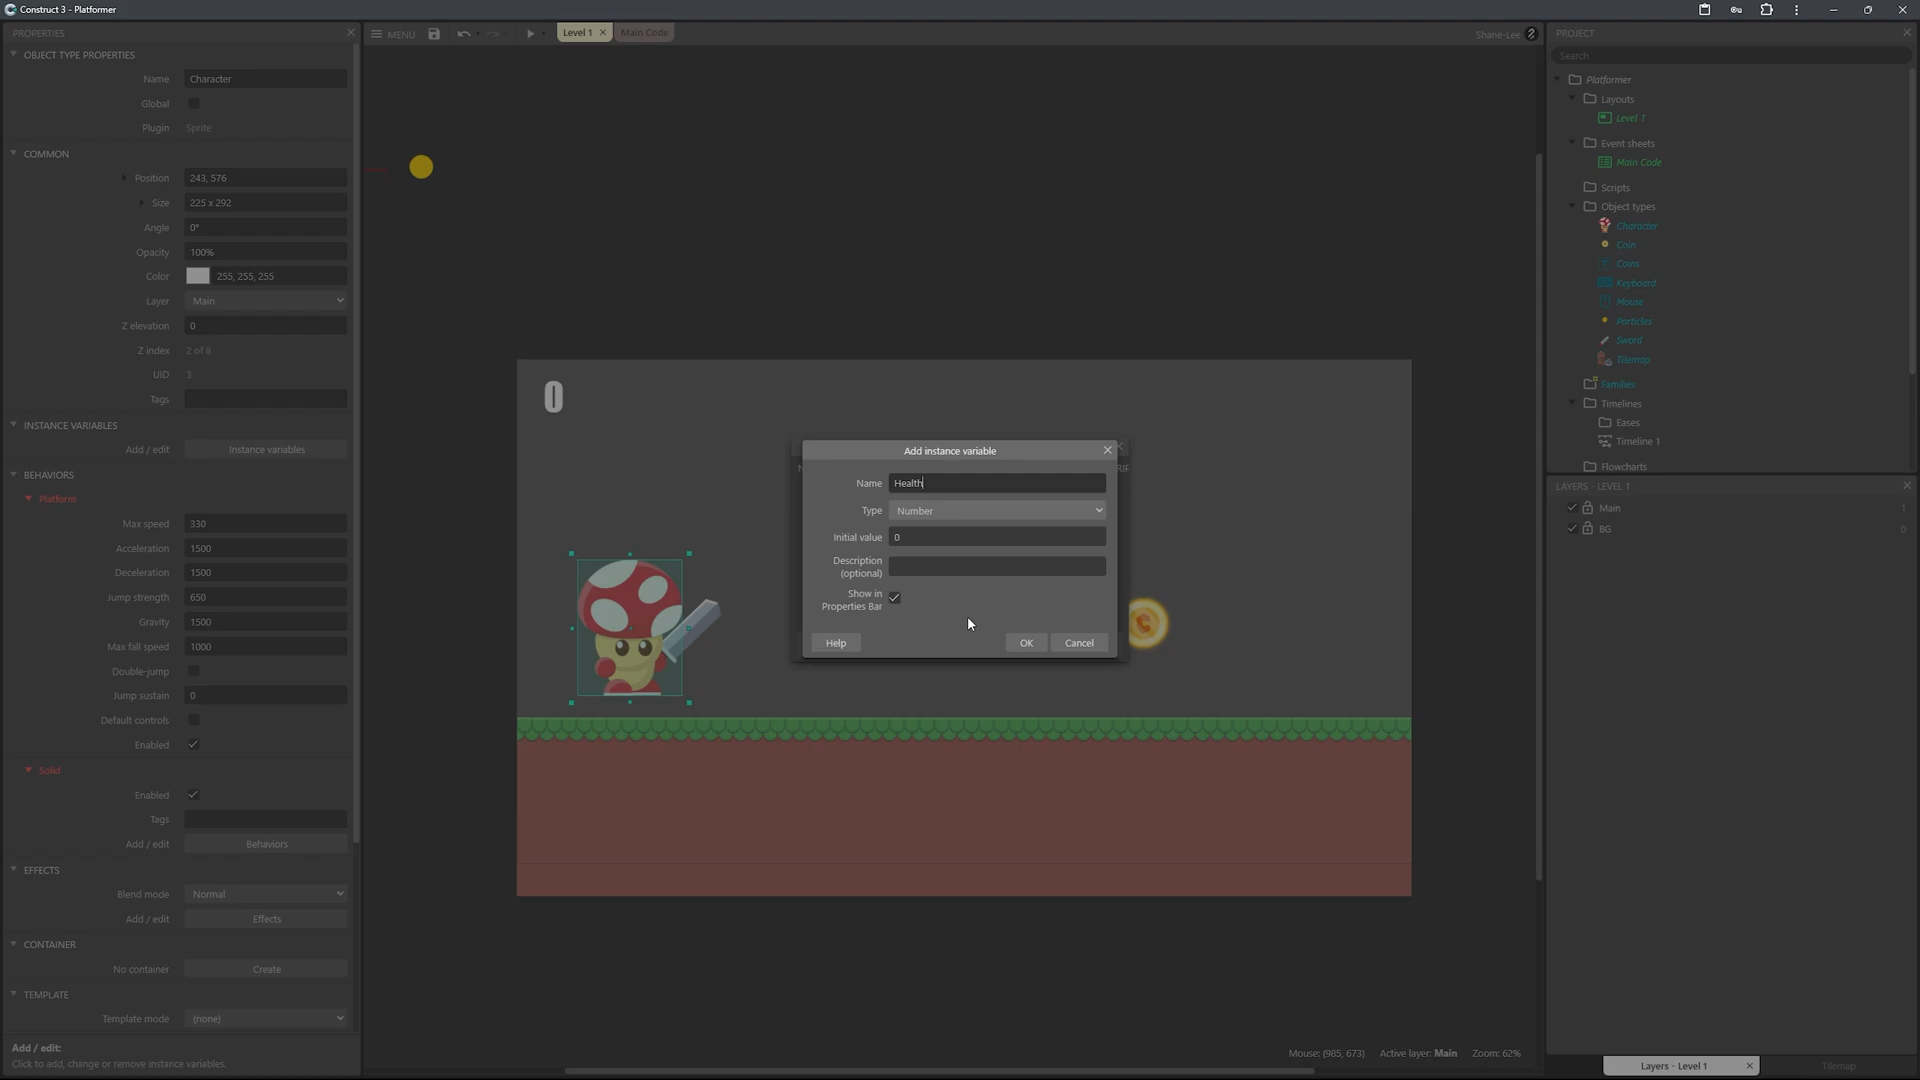 Construct 3 - Platformer
PROPERTIES
OBJECT TYPE PROPERTIES
Name Character
Global
Plugin Sprite
COMMON
Position 243, 576
Size 225 x 292
Angle 0°
Opacity 100%
Color 255, 255, 255
Layer Main
Z elevation 0
Z index 2 of 8
UID 3
Tags
INSTANCE VARIABLES
Add / edit Instance variables
BEHAVIORS
Platform
Max speed 330
Acceleration 1500
Deceleration 1500
Jump strength 650
Gravity 1500
Max fall speed 1000
Double-jump
Jump sustain 0
Default controls
Enabled
Solid
Enabled
Tags
Add / edit Behaviors
EFFECTS
Blend mode Normal
Add / edit Effects
CONTAINER
No container Create
TEMPLATE
Template mode (none)
Add / edit:
Click to add, change or remove instance variables.
MENU
Level 1
Main Code
Shane-Lee
0
Add instance variable
Name Health
Type Number
Initial value 0
Description
(optional)
Show in
Properties Bar
Help OK Cancel
Mouse: (985, 673) Active layer: Main Zoom: 62%
PROJECT
Search
Platformer
Layouts
Level 1
Event sheets
Main Code
Scripts
Object types
Character
Coin
Coins
Keyboard
Mouse
Particles
Sword
Tilemap
Families
Timelines
Eases
Timeline 1
Flowcharts
LAYERS - LEVEL 1
Main 1
BG 0
Layers - Level 1
Tilemap